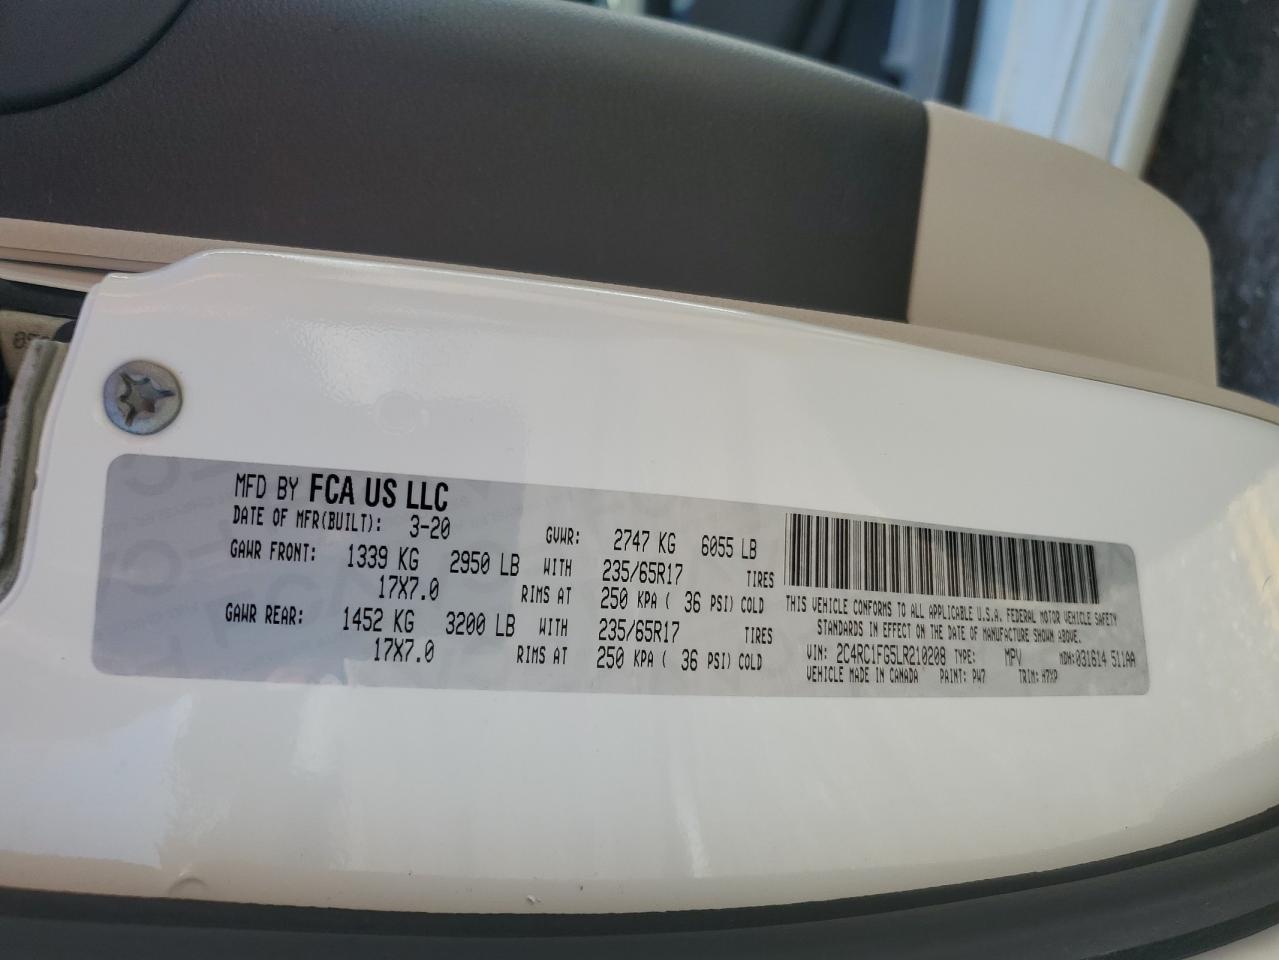 MFD BY FCA US LLC
DATE OF MFR(BUILT): 3-20 GVWR: 2747 KG 6055 LB
GAWR FRONT: 1339 KG 2950 LB WITH 235/65R17 TIRES
17X7.0 RIMS AT 250 KPA ( 36 PSI) COLD
GAWR REAR: 1452 KG 3200 LB WITH 235/65R17 TIRES
17X7.0 RIMS AT 250 KPA ( 36 PSI) COLD
THIS VEHICLE CONFORMS TO ALL APPLICABLE U.S.A. FEDERAL MOTOR VEHICLE SAFETY
STANDARDS IN EFFECT ON THE DATE OF MANUFACTURE SHOWN ABOVE.
VIN: 2C4RC1FG5LR210208 TYPE: MPV MDH:031614 511AA
VEHICLE MADE IN CANADA PAINT: PW7 TRIM: